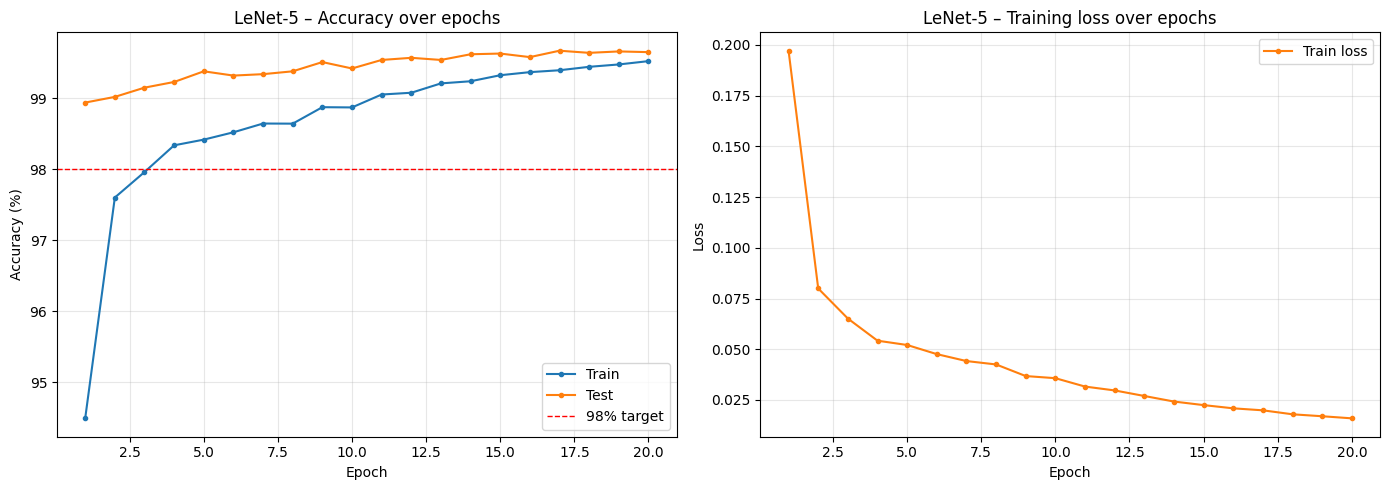 LeNet-5 – Accuracy over epochs
Accuracy (%)
99
98
97
96
95
2.5 5.0 7.5 10.0 12.5 15.0 17.5 20.0
Epoch
Train
Test
98% target
LeNet-5 – Training loss over epochs
Loss
0.200
0.175
0.150
0.125
0.100
0.075
0.050
0.025
2.5 5.0 7.5 10.0 12.5 15.0 17.5 20.0
Epoch
Train loss